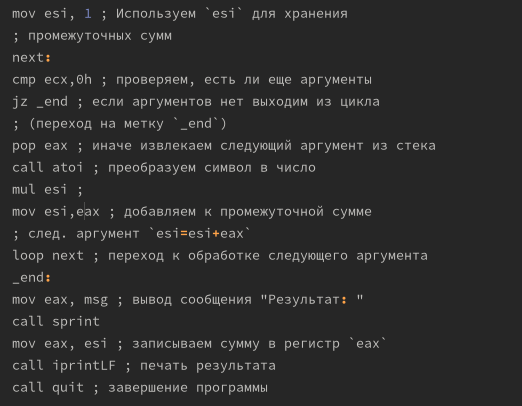 mov esi, 1 ; Используем `esi` для хранения
; промежуточных сумм
next:
cmp ecx,0h ; проверяем, есть ли еще аргументы
jz _end ; если аргументов нет выходим из цикла
; (переход на метку `_end`)
pop eax ; иначе извлекаем следующий аргумент из стека
call atoi ; преобразуем символ в число
mul esi ;
mov esi,eax ; добавляем к промежуточной сумме
; след. аргумент `esi=esi+eax`
loop next ; переход к обработке следующего аргумента
_end:
mov eax, msg ; вывод сообщения "Результат: "
call sprint
mov eax, esi ; записываем сумму в регистр `eax`
call iprintLF ; печать результата
call quit ; завершение программы